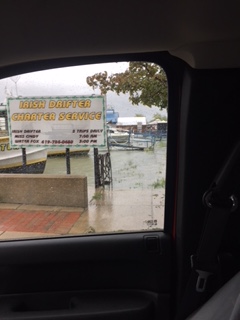 IRISH DRIFTER
CHARTER SERVICE
IRISH DRIFTER 2 TRIPS DAILY
MISS CINDY 7:00 AM
WATER FOX 3:00 PM